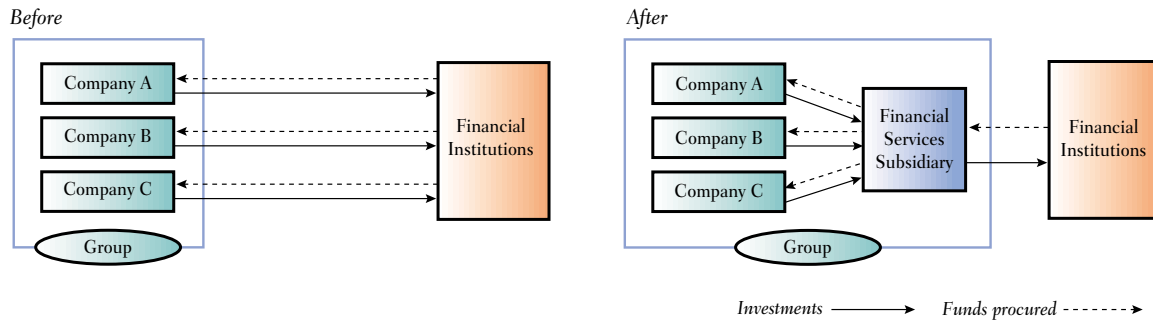 Before
Company A
Company B
Company C
Group
Financial
Institutions
After
Company A
Company B
Company C
Group
Financial
Services
Subsidiary
Financial
Institutions
Investments
Funds procured